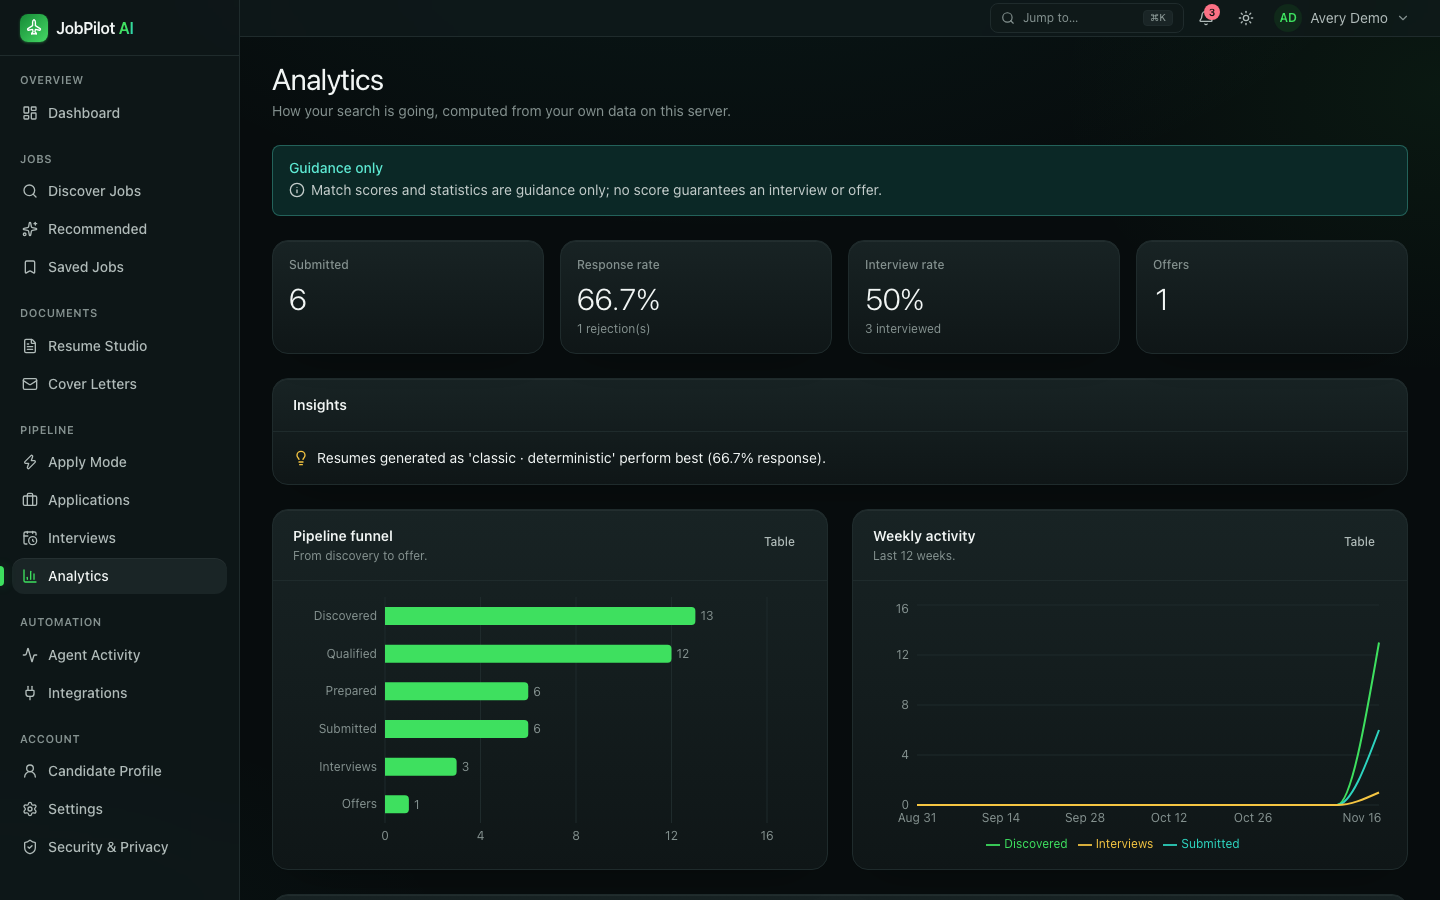 JobPilot AI
Jump to...
⌘K
3
AD
Avery Demo
OVERVIEW
Dashboard
JOBS
Discover Jobs
Recommended
Saved Jobs
DOCUMENTS
Resume Studio
Cover Letters
PIPELINE
Apply Mode
Applications
Interviews
Analytics
AUTOMATION
Agent Activity
Integrations
ACCOUNT
Candidate Profile
Settings
Security & Privacy
Analytics
How your search is going, computed from your own data on this server.
Guidance only
Match scores and statistics are guidance only; no score guarantees an interview or offer.
Submitted
6
Response rate
66.7%
1 rejection(s)
Interview rate
50%
3 interviewed
Offers
1
Insights
Resumes generated as 'classic · deterministic' perform best (66.7% response).
Pipeline funnel
From discovery to offer.
Table
Discovered 13
Qualified 12
Prepared 6
Submitted 6
Interviews 3
Offers 1
0 4 8 12 16
Weekly activity
Last 12 weeks.
Table
16
12
8
4
0
Aug 31 Sep 14 Sep 28 Oct 12 Oct 26 Nov 16
Discovered Interviews Submitted